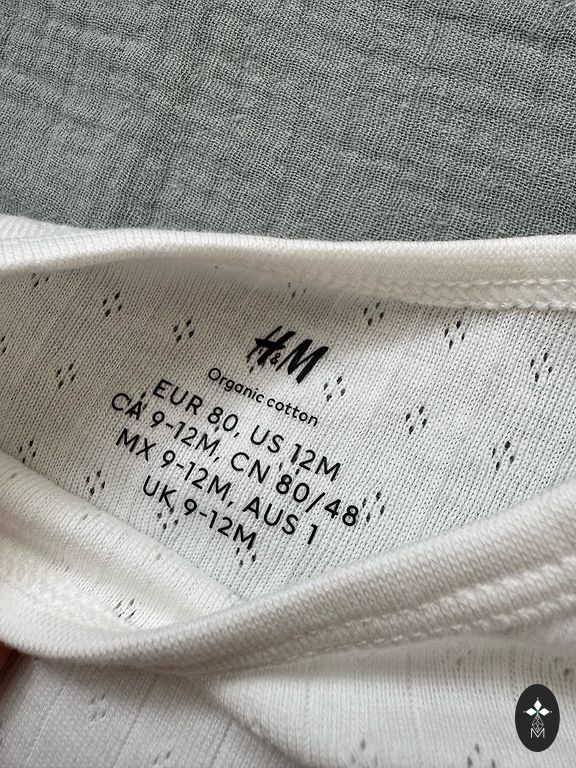 H&M
Organic cotton
EUR 80, US 12M
CA 9-12M, CN 80/48
MX 9-12M, AUS 1
UK 9-12M
M